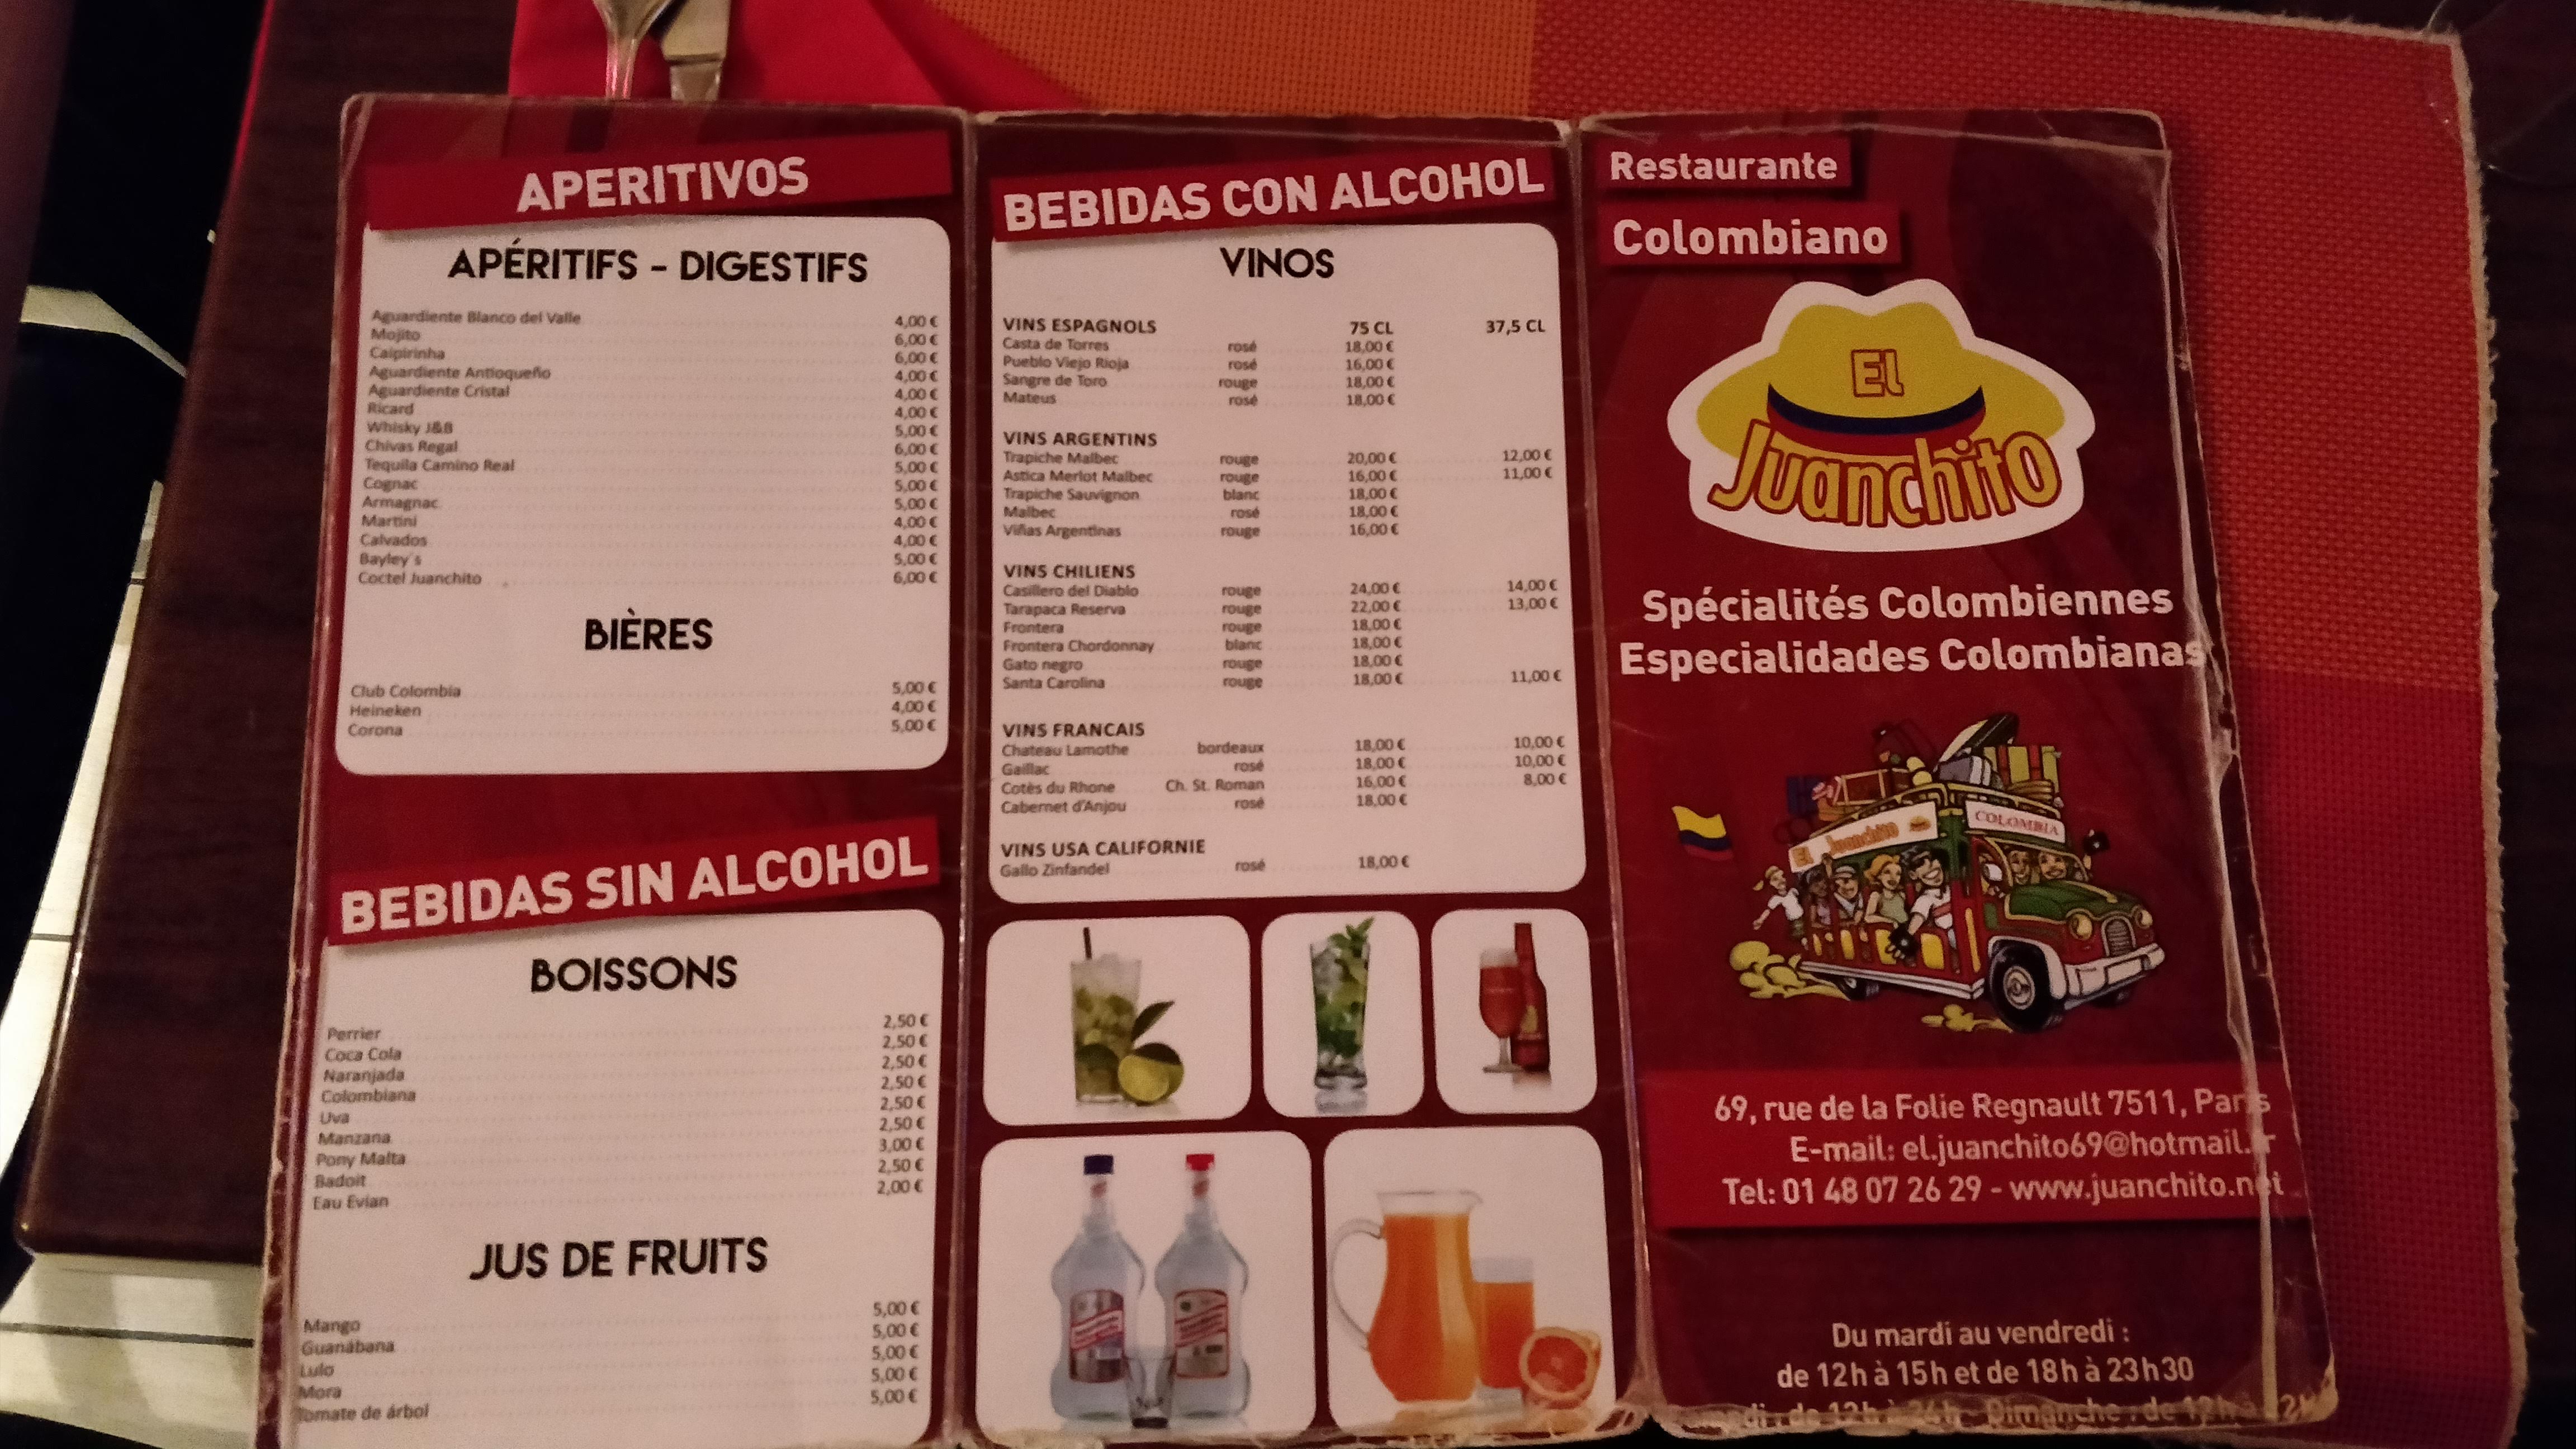 APERITIVOS
APÉRITIFS - DIGESTIFS
Aguardiente Blanco del Valle 4,00 €
Mojito 6,00 €
Caipirinha 6,00 €
Aguardiente Antioqueño 4,00 €
Aguardiente Cristal 4,00 €
Ricard 4,00 €
Whisky J&B 5,00 €
Chivas Regal 6,00 €
Tequila Camino Real 5,00 €
Cognac 5,00 €
Armagnac 5,00 €
Martini 4,00 €
Calvados 4,00 €
Bayley´s 5,00 €
Coctel Juanchito 6,00 €
BIÈRES
Club Colombia 5,00 €
Heineken 4,00 €
Corona 5,00 €
BEBIDAS SIN ALCOHOL
BOISSONS
Perrier 2,50 €
Coca Cola 2,50 €
Naranjada 2,50 €
Colombiana 2,50 €
Uva 2,50 €
Manzana 2,50 €
Pony Malta 3,00 €
Badoit 2,50 €
Eau Evian 2,00 €
JUS DE FRUITS
Mango 5,00 €
Guanábana 5,00 €
Lulo 5,00 €
Mora 5,00 €
Tomate de árbol 5,00 €
BEBIDAS CON ALCOHOL
VINOS
VINS ESPAGNOLS 75 CL 37,5 CL
Casta de Torres rosé 18,00 €
Pueblo Viejo Rioja rosé 16,00 €
Sangre de Toro rouge 18,00 €
Mateus rosé 18,00 €
VINS ARGENTINS
Trapiche Malbec rouge 20,00 € 12,00 €
Astica Merlot Malbec rouge 16,00 € 11,00 €
Trapiche Sauvignon blanc 18,00 €
Malbec rosé 18,00 €
Viñas Argentinas rouge 16,00 €
VINS CHILIENS
Casillero del Diablo rouge 24,00 € 14,00 €
Tarapaca Reserva rouge 22,00 € 13,00 €
Frontera rouge 18,00 €
Frontera Chordonnay blanc 18,00 €
Gato negro rouge 18,00 €
Santa Carolina rouge 18,00 € 11,00 €
VINS FRANCAIS
Chateau Lamothe bordeaux 18,00 € 10,00 €
Gaillac rosé 18,00 € 10,00 €
Cotès du Rhone Ch. St. Roman 16,00 € 8,00 €
Cabernet d'Anjou rosé 18,00 €
VINS USA CALIFORNIE
Gallo Zinfandel rosé 18,00 €
Restaurante
Colombiano
El
Juanchito
Spécialités Colombiennes
Especialidades Colombianas
El Juanchito
COLOMBIA
69, rue de la Folie Regnault 7511, Paris
E-mail: el.juanchito69@hotmail.fr
Tel: 01 48 07 26 29 - www.juanchito.net
Du mardi au vendredi :
de 12h à 15h et de 18h à 23h30
de 12h à 24h - Dimanche : de 12h à